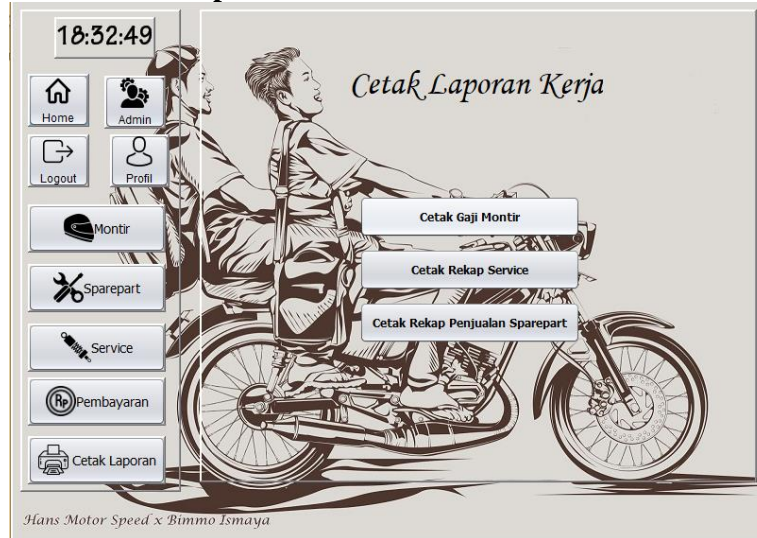 18:32:49
Cetak Laporan Kerja
Home
Admin
Logout
Profil
Montir
Sparepart
Service
Rp Pembayaran
Cetak Laporan
Cetak Gaji Montir
Cetak Rekap Service
Cetak Rekap Penjualan Sparepart
Hans Motor Speed x Bimmo Ismaya